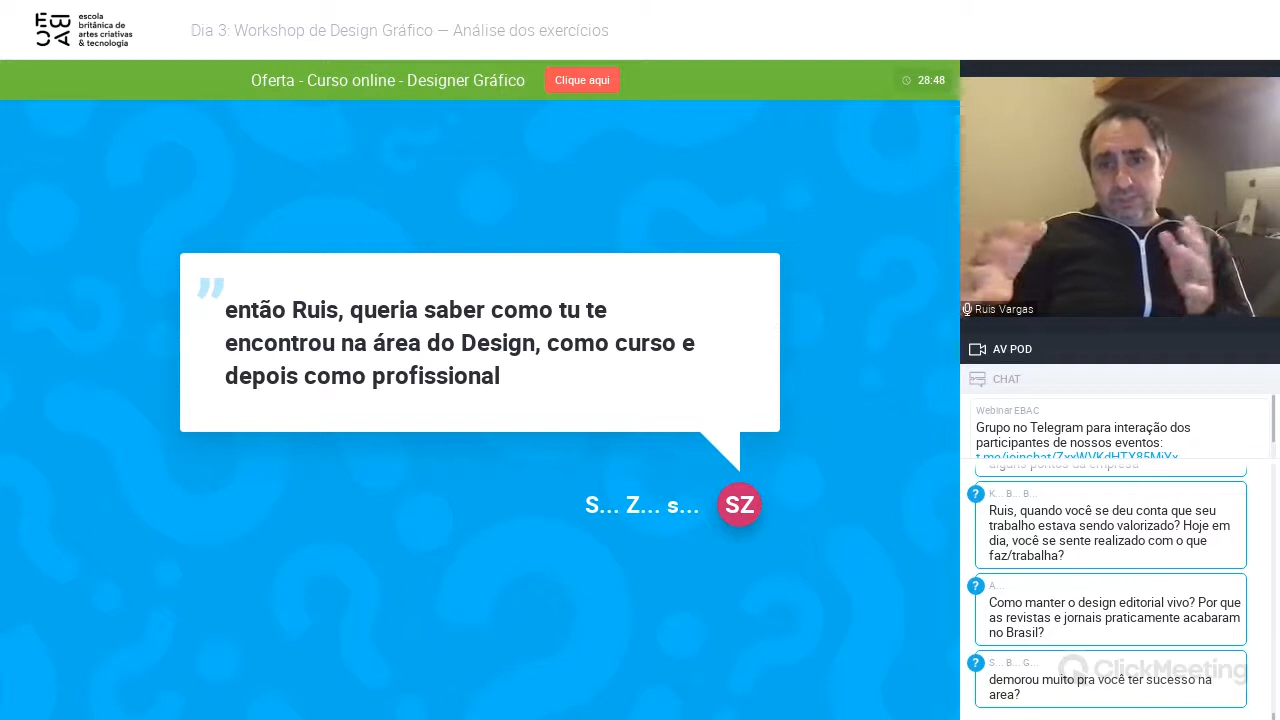 escola
britânica de
artes criativas
& tecnologia
EBAC
Dia 3: Workshop de Design Gráfico — Análise dos exercícios
Oferta - Curso online - Designer Gráfico
Clique aqui
28:48
então Ruis, queria saber como tu te
encontrou na área do Design, como curso e
depois como profissional
S... Z... s...
SZ
Ruis Vargas
AV POD
CHAT
Webinar EBAC
Grupo no Telegram para interação dos
participantes de nossos eventos:
alguns pontos da empresa
?
K... B... B...
Ruis, quando você se deu conta que seu
trabalho estava sendo valorizado? Hoje em
dia, você se sente realizado com o que
faz/trabalha?
?
A...
Como manter o design editorial vivo? Por que
as revistas e jornais praticamente acabaram
no Brasil?
?
S... B... G...
demorou muito pra você ter sucesso na
area?
ClickMeeting